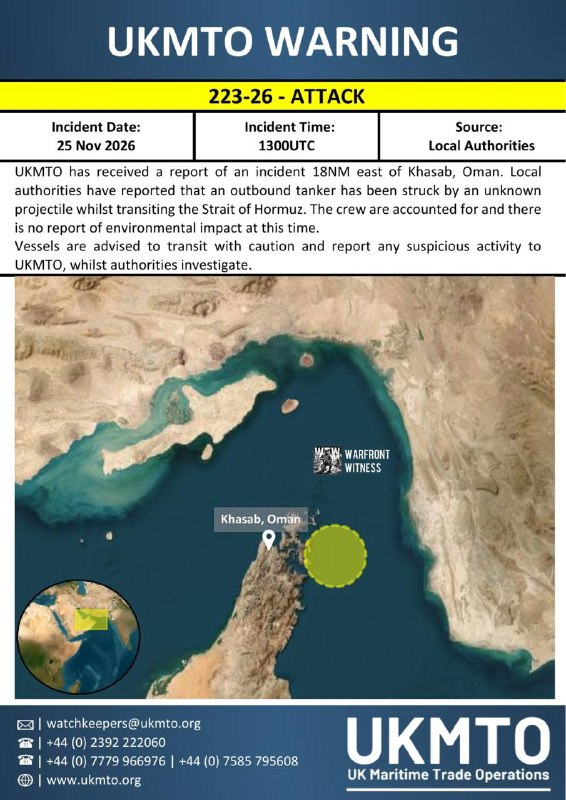 UKMTO WARNING
223-26 - ATTACK
Incident Date:
25 Nov 2026
Incident Time:
1300UTC
Source:
Local Authorities
UKMTO has received a report of an incident 18NM east of Khasab, Oman. Local
authorities have reported that an outbound tanker has been struck by an unknown
projectile whilst transiting the Strait of Hormuz. The crew are accounted for and there
is no report of environmental impact at this time.
Vessels are advised to transit with caution and report any suspicious activity to
UKMTO, whilst authorities investigate.
WARFRONT
WITNESS
Khasab, Oman
| watchkeepers@ukmto.org
| +44 (0) 2392 222060
| +44 (0) 7779 966976 | +44 (0) 7585 795608
| www.ukmto.org
UKMTO
UK Maritime Trade Operations